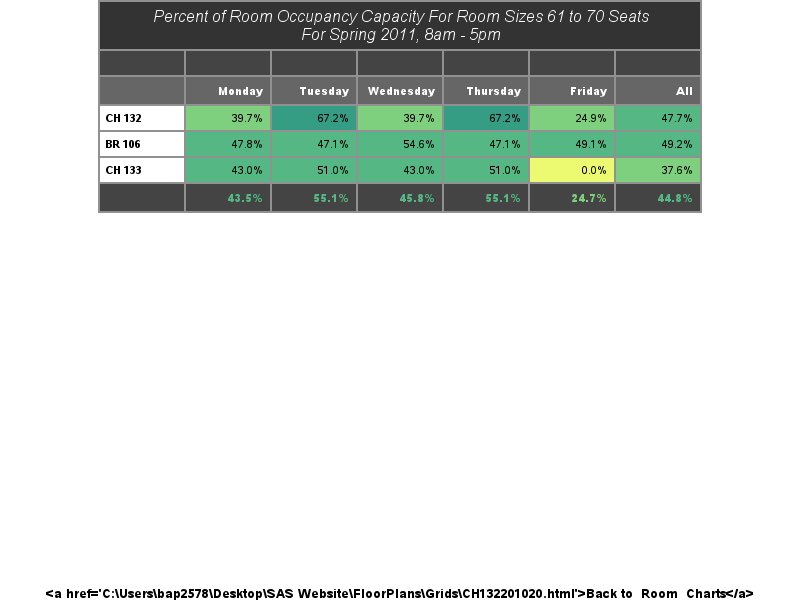 Percent of Room Occupancy Capacity For Room Sizes 61 to 70 Seats
For Spring 2011, 8am - 5pm
Monday Tuesday Wednesday Thursday Friday All
CH 132 39.7% 67.2% 39.7% 67.2% 24.9% 47.7%
BR 106 47.8% 47.1% 54.6% 47.1% 49.1% 49.2%
CH 133 43.0% 51.0% 43.0% 51.0% 0.0% 37.6%
43.5% 55.1% 45.8% 55.1% 24.7% 44.8%
<a href='C:\Users\bap2578\Desktop\SAS Website\FloorPlans\Grids\CH132201020.html'>Back to Room Charts</a>